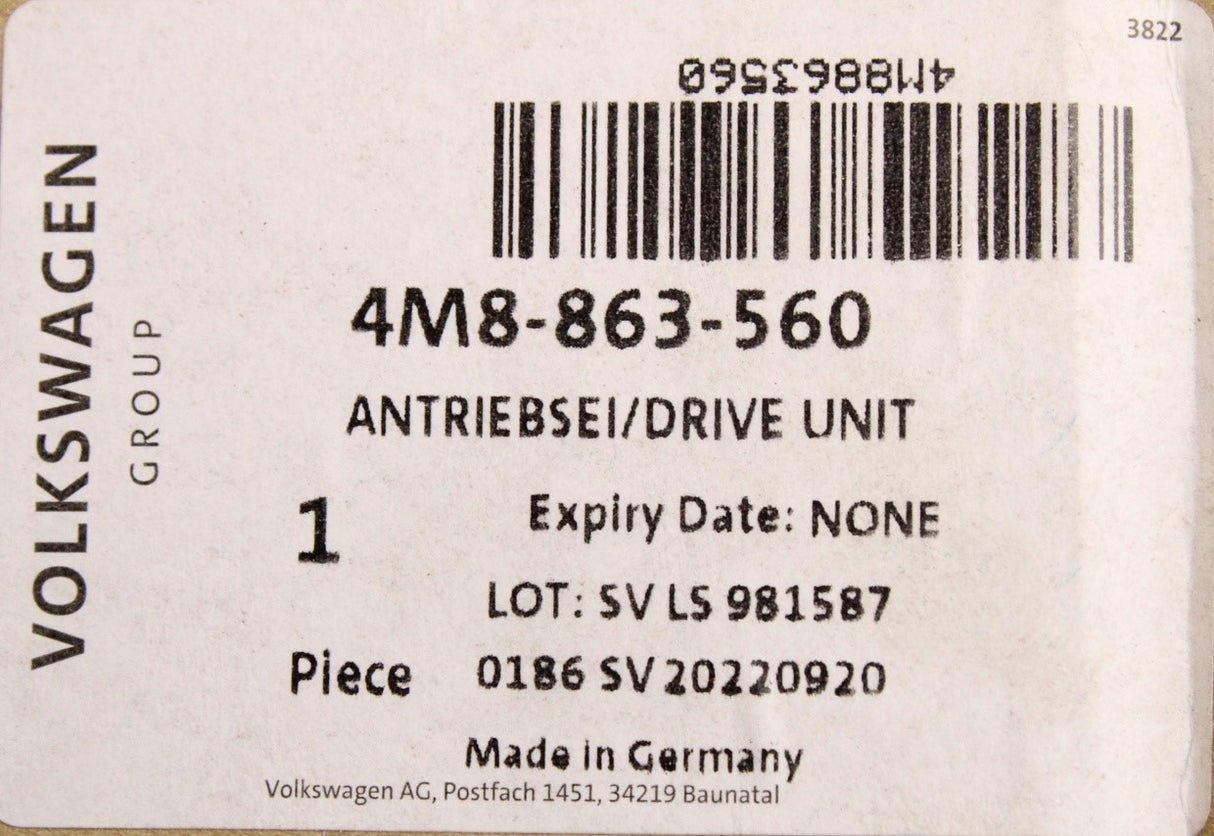 3822
4M8863560
VOLKSWAGEN
GROUP
4M8-863-560
ANTRIEBSEI/DRIVE UNIT
1
Expiry Date: NONE
LOT: SV LS 981587
Piece 0186 SV 20220920
Made in Germany
Volkswagen AG, Postfach 1451, 34219 Baunatal